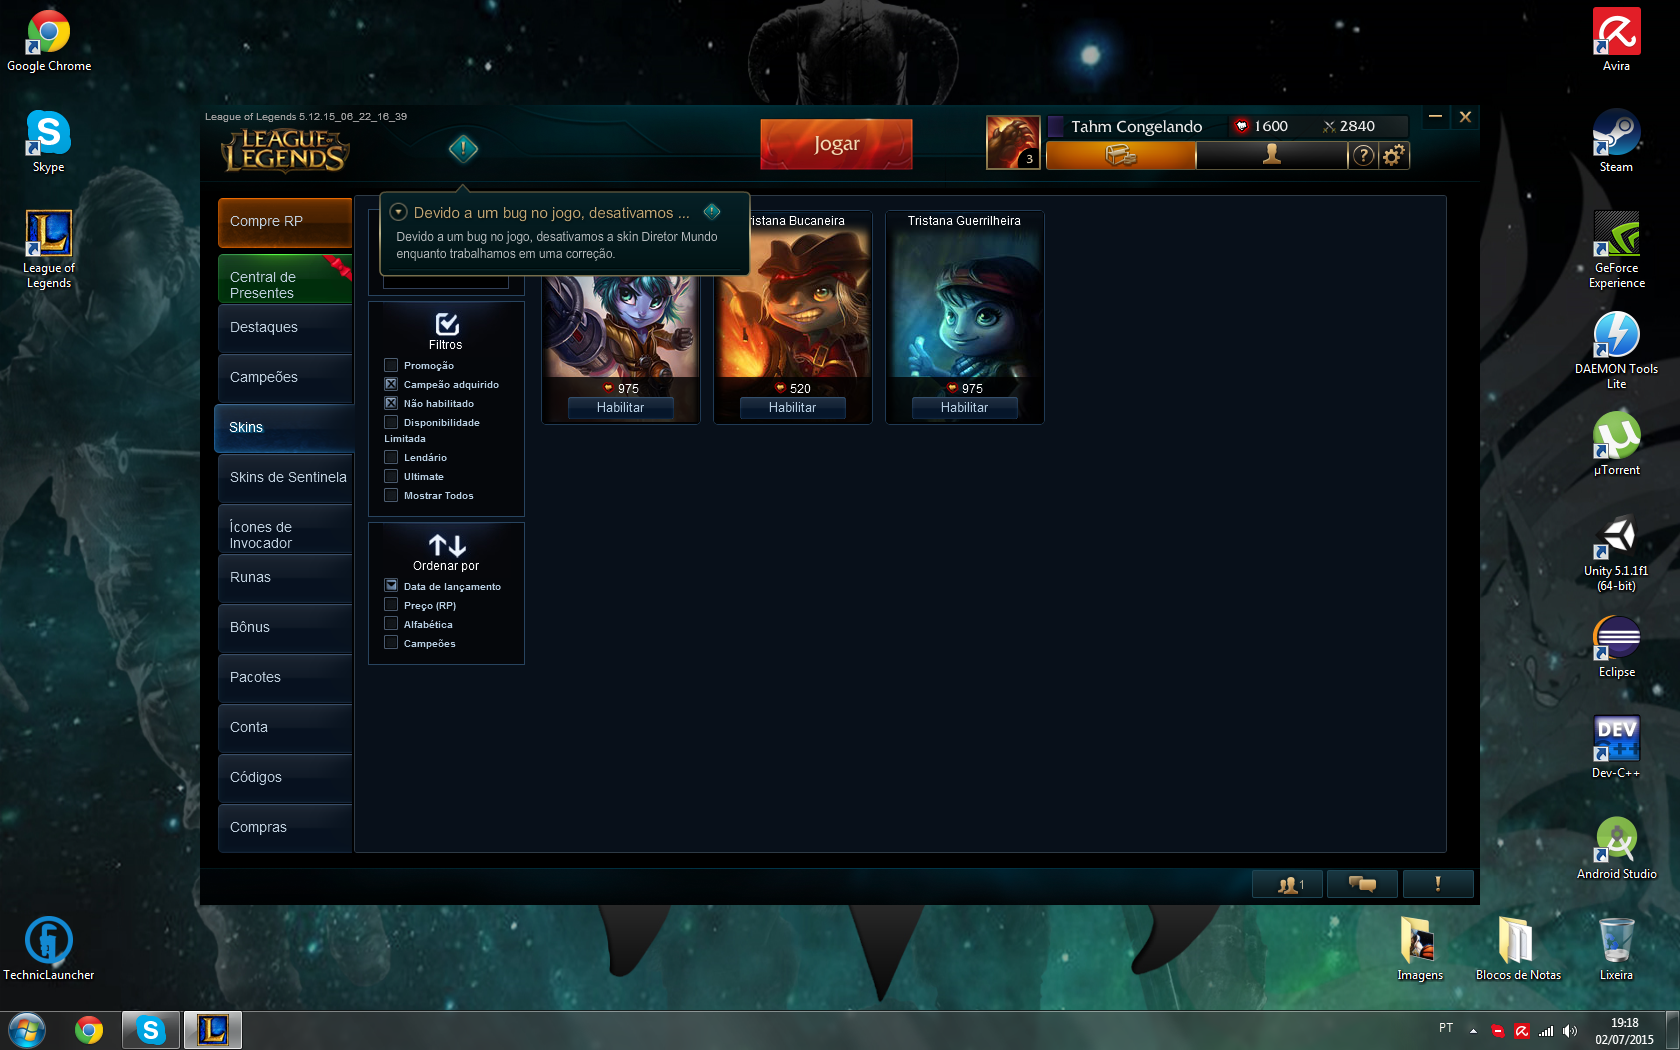 Google Chrome
Skype
League of
Legends
TechnicLauncher
League of Legends 5.12.15_06_22_16_39
LEAGUE OF
LEGENDS
Jogar
3
Tahm Congelando
1600
2840
?
Compre RP
Central de
Presentes
Destaques
Campeões
Skins
Skins de Sentinela
Ícones de
Invocador
Runas
Bônus
Pacotes
Conta
Códigos
Compras
Devido a um bug no jogo, desativamos ...
Devido a um bug no jogo, desativamos a skin Diretor Mundo
enquanto trabalhamos em uma correção.
Filtros
Promoção
Campeão adquirido
Não habilitado
Disponibilidade
Limitada
Lendário
Ultimate
Mostrar Todos
Ordenar por
Data de lançamento
Preço (RP)
Alfabética
Campeões
975
Habilitar
ristana Bucaneira
520
Habilitar
Tristana Guerrilheira
975
Habilitar
1
!
Avira
Steam
GeForce
Experience
DAEMON Tools
Lite
µTorrent
Unity 5.1.1f1
(64-bit)
Eclipse
DEV
C++
Dev-C++
Android Studio
Imagens
Blocos de Notas
Lixeira
PT
19:18
02/07/2015